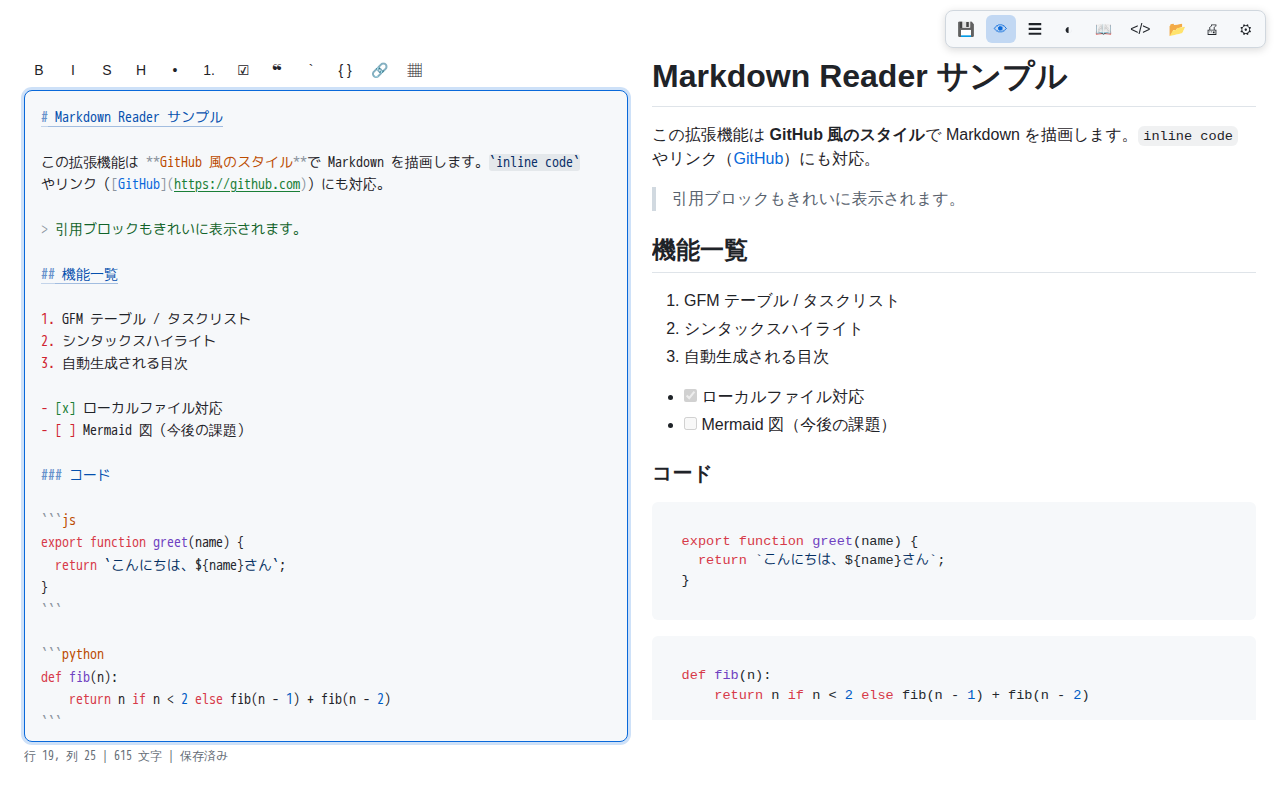 </>
B I H S H • 1. ☑ ❝ ` { }
# Markdown Reader サンプル
この拡張機能は **GitHub 風のスタイル**で Markdown を描画します。`inline code`
やリンク（[GitHub](https://github.com)）にも対応。
> 引用ブロックもきれいに表示されます。
## 機能一覧
1. GFM テーブル / タスクリスト
2. シンタックスハイライト
3. 自動生成される目次
- [x] ローカルファイル対応
- [ ] Mermaid 図（今後の課題）
### コード
```js
export function greet(name) {
  return `こんにちは、${name}さん`;
}
```
```python
def fib(n):
    return n if n < 2 else fib(n - 1) + fib(n - 2)
```
行 19, 列 25 | 615 文字 | 保存済み
Markdown Reader サンプル
この拡張機能は GitHub 風のスタイルで Markdown を描画します。 inline code
やリンク（GitHub）にも対応。
引用ブロックもきれいに表示されます。
機能一覧
1. GFM テーブル / タスクリスト
2. シンタックスハイライト
3. 自動生成される目次
• ☑ ローカルファイル対応
• ☐ Mermaid 図（今後の課題）
コード
export function greet(name) {
  return `こんにちは、${name}さん`;
}
def fib(n):
    return n if n < 2 else fib(n - 1) + fib(n - 2)